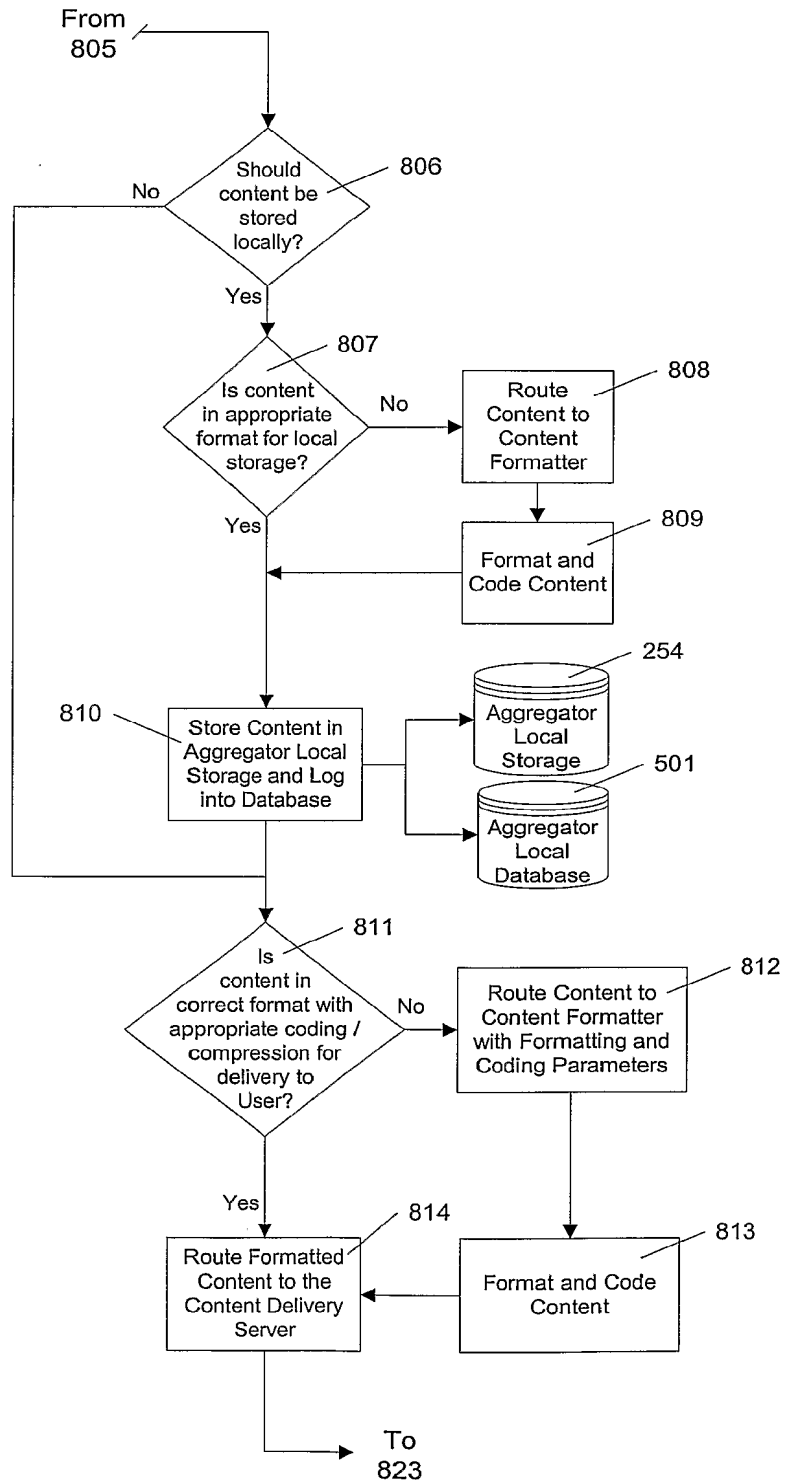 From
805
Should
content be
stored
locally?
806
No
Yes
807
Is content
in appropriate
format for local
storage?
No
Yes
808
Route
Content to
Content
Formatter
809
Format and
Code Content
254
Aggregator
Local
Storage
810
Store Content in
Aggregator Local
Storage and Log
into Database
501
Aggregator
Local
Database
811
Is
content in
correct format with
appropriate coding /
compression for
delivery to
User?
No
Yes
812
Route Content to
Content Formatter
with Formatting and
Coding Parameters
813
Format and Code
Content
814
Route Formatted
Content to the
Content Delivery
Server
To
823